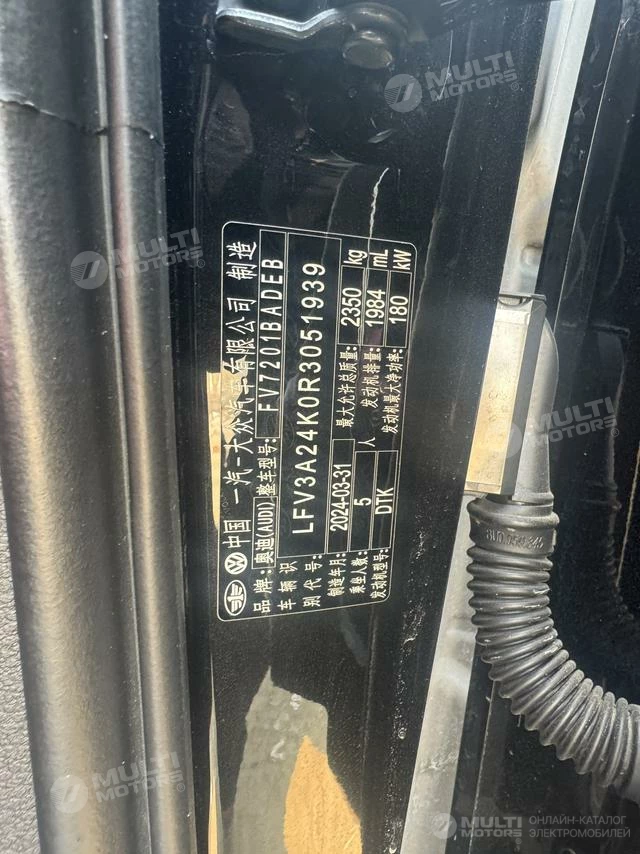 中国 一汽-大众汽车有限公司 制造
品牌:奥迪(AUDI) 整车型号: FV7201BADEB
车辆识别代号: LFV3A24K0R3051939
制造年月: 2024-03-31 最大允许总质量: 2350 kg
乘坐人数: 5 人 发动机排量: 1984 mL
发动机型号: DTK 发动机最大净功率: 180 kW
MULTI
MOTORS®
MULTI
MOTORS®
MULTI
MOTORS®
MULTI
MOTORS®
MULTI
MOTORS®
ОНЛАЙН-КАТАЛОГ
ЭЛЕКТРОМОБИЛЕЙ